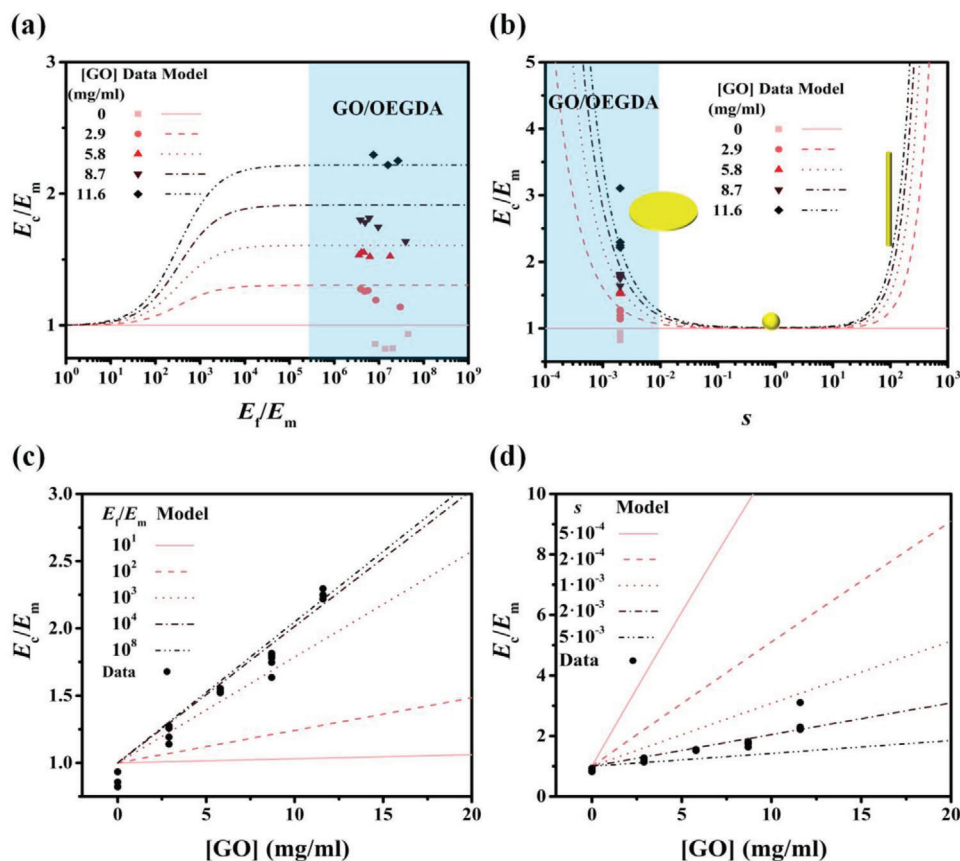 (a)
[GO] Data Model
(mg/ml)
0
2.9
5.8
8.7
11.6
GO/OEGDA
E_c/E_m
3
2
1
10^0 10^1 10^2 10^3 10^4 10^5 10^6 10^7 10^8 10^9
E_f/E_m
(b)
GO/OEGDA
[GO] Data Model
(mg/ml)
0
2.9
5.8
8.7
11.6
E_c/E_m
5
4
3
2
1
10^-4 10^-3 10^-2 10^-1 10^0 10^1 10^2 10^3
s
(c)
E_f/E_m Model
10^1
10^2
10^3
10^4
10^8
Data
E_c/E_m
3.0
2.5
2.0
1.5
1.0
0 5 10 15 20
[GO] (mg/ml)
(d)
s Model
5·10^-4
2·10^-4
1·10^-3
2·10^-3
5·10^-3
Data
E_c/E_m
10
8
6
4
2
0
0 5 10 15 20
[GO] (mg/ml)